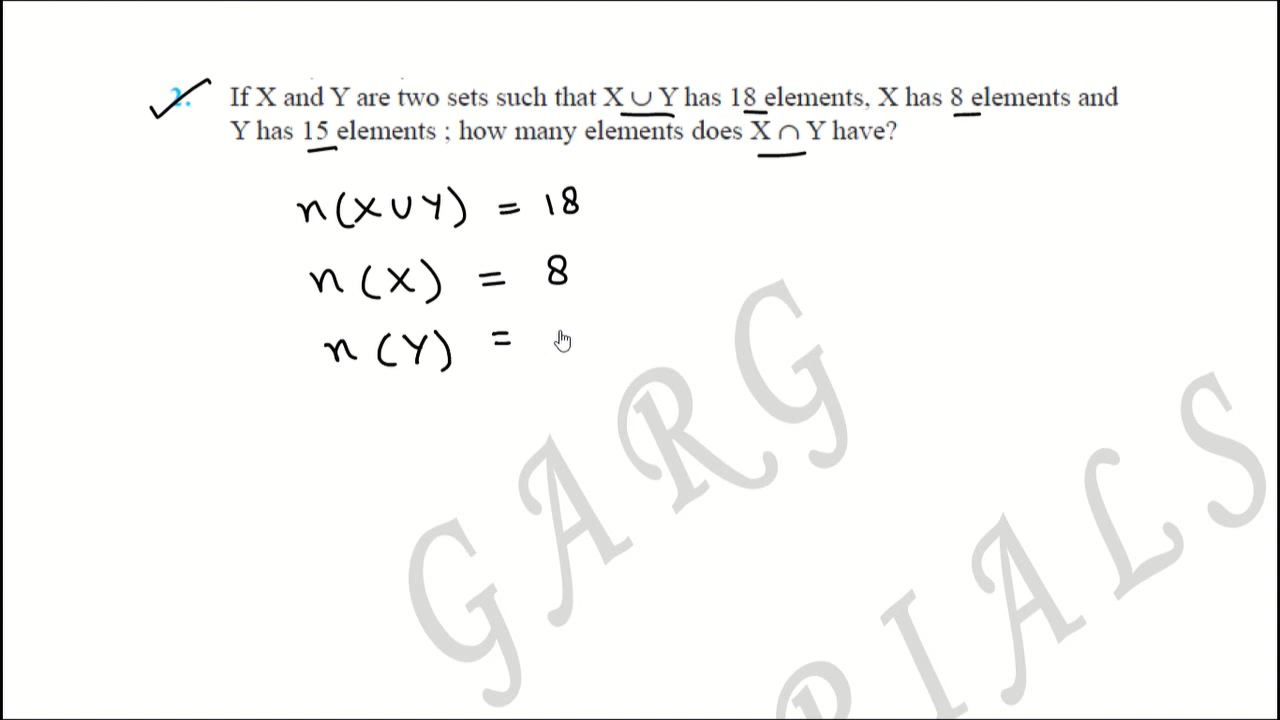 2. If X and Y are two sets such that X ∪ Y has 18 elements, X has 8 elements and
Y has 15 elements ; how many elements does X ∩ Y have?
n(X∪Y) = 18
n(X) = 8
n(Y) =
GARG
RIALS